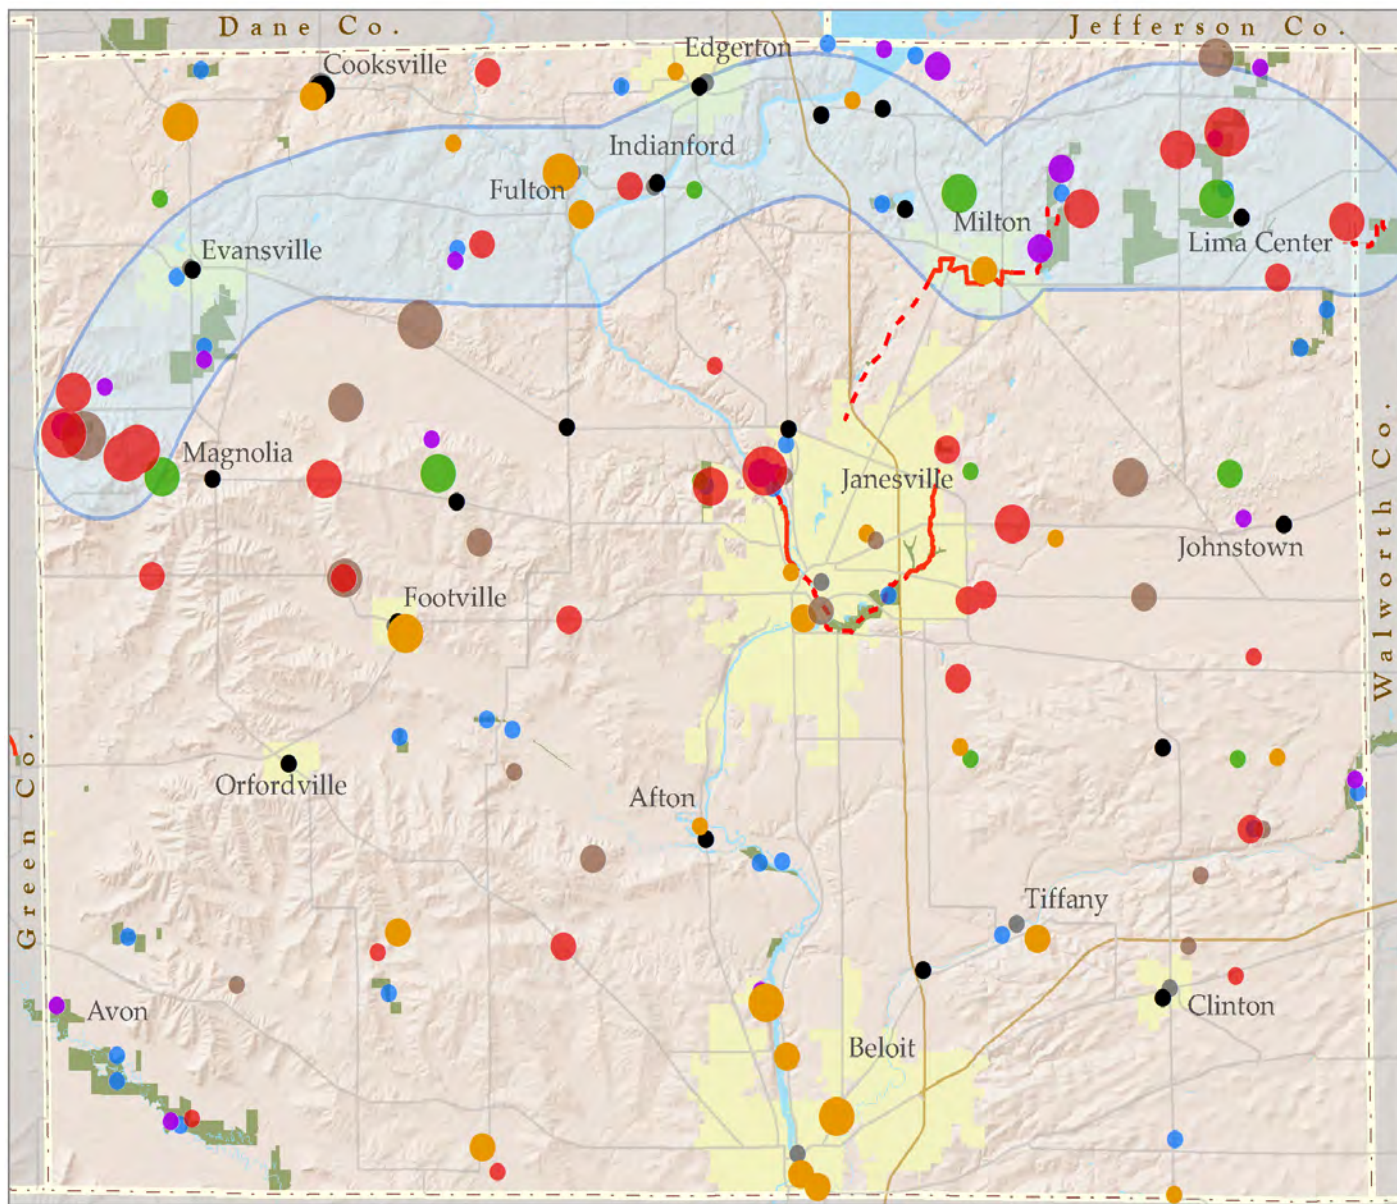 Dane Co.
Jefferson Co.
Edgerton
Cooksville
Indianford
Fulton
Milton
Lima Center
Evansville
Magnolia
Janesville
Johnstown
Footville
Walworth Co.
Green Co.
Orfordville
Afton
Tiffany
Avon
Clinton
Beloit